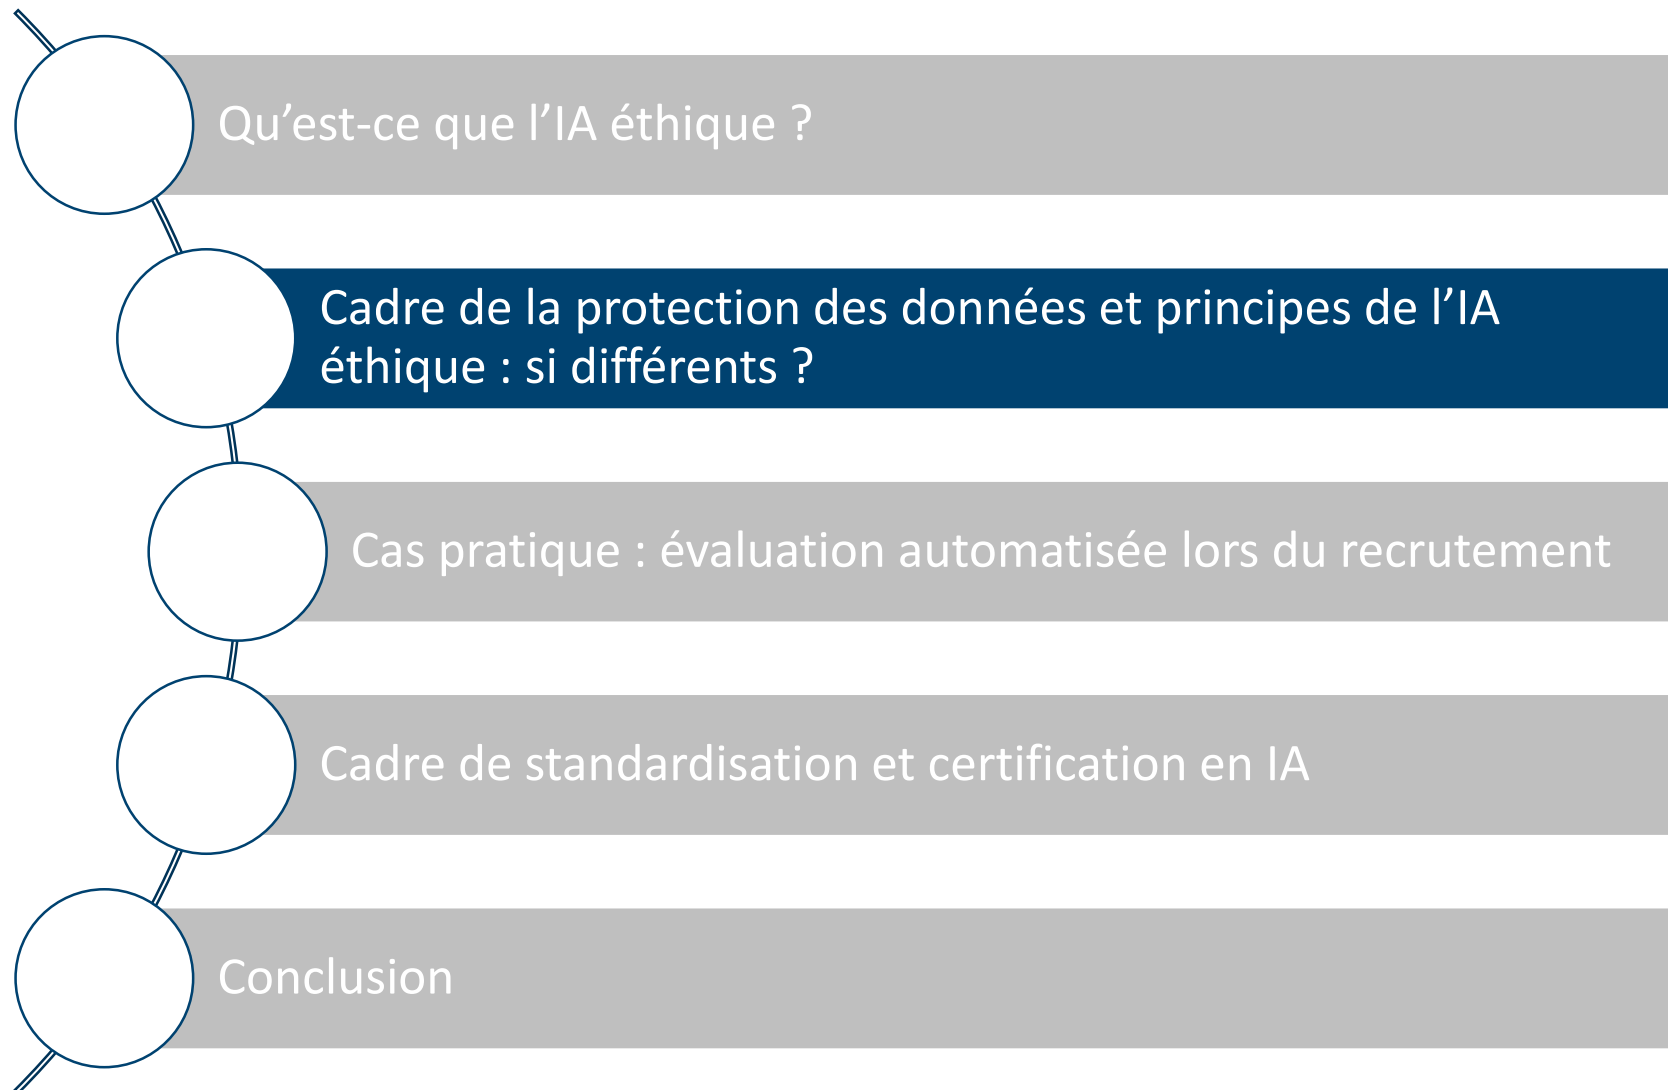 Qu’est-ce que l’IA éthique ?
Cadre de la protection des données et principes de l’IA
éthique : si différents ?
Cas pratique : évaluation automatisée lors du recrutement
Cadre de standardisation et certification en IA
Conclusion